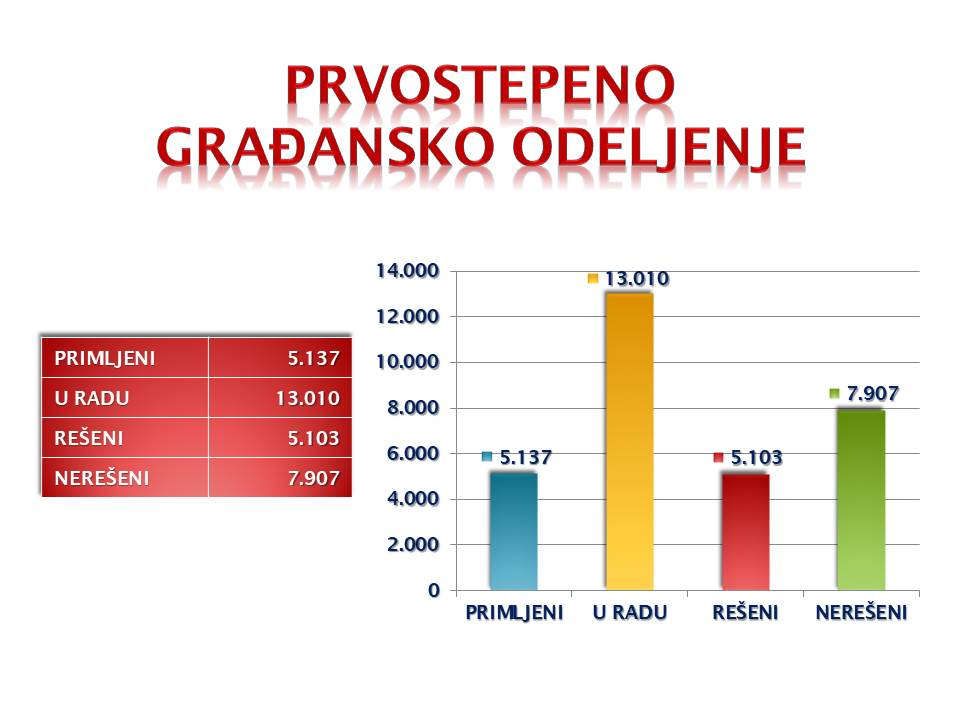 PRVOSTEPENO
GRAĐANSKO ODELJENJE
PRIMLJENI 5.137
U RADU 13.010
REŠENI 5.103
NEREŠENI 7.907
14.000
12.000
10.000
8.000
6.000
4.000
2.000
0
5.137
13.010
5.103
7.907
PRIMLJENI U RADU REŠENI NEREŠENI